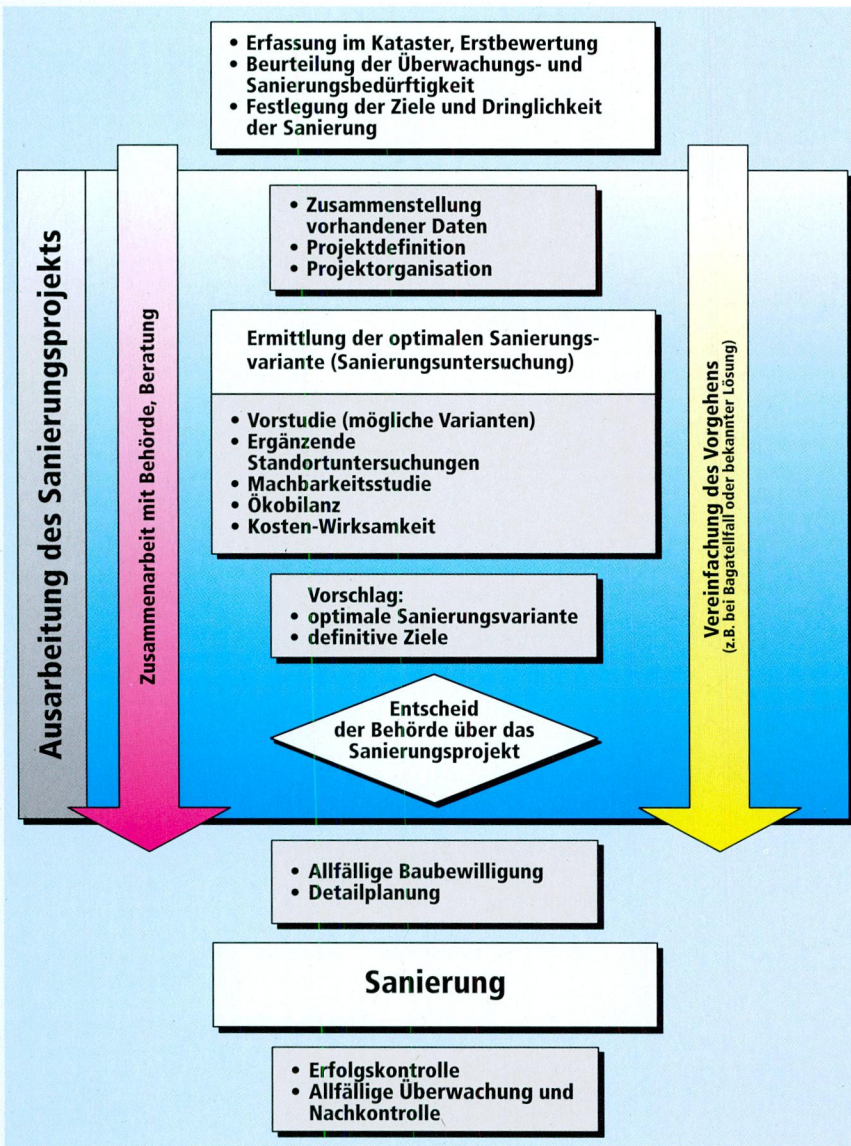 • Erfassung im Kataster, Erstbewertung
• Beurteilung der Überwachungs- und
Sanierungsbedürftigkeit
• Festlegung der Ziele und Dringlichkeit
der Sanierung
Ausarbeitung des Sanierungsprojekts
Zusammenarbeit mit Behörde, Beratung
• Zusammenstellung
vorhandener Daten
• Projektdefinition
• Projektorganisation
Ermittlung der optimalen Sanierungs-
variante (Sanierungsuntersuchung)
• Vorstudie (mögliche Varianten)
• Ergänzende
Standortuntersuchungen
• Machbarkeitsstudie
• Ökobilanz
• Kosten-Wirksamkeit
Vorschlag:
• optimale Sanierungsvariante
• definitive Ziele
Entscheid
der Behörde über das
Sanierungsprojekt
Vereinfachung des Vorgehens
(z.B. bei Bagatellfall oder bekannter Lösung)
• Allfällige Baubewilligung
• Detailplanung
Sanierung
• Erfolgskontrolle
• Allfällige Überwachung und
Nachkontrolle